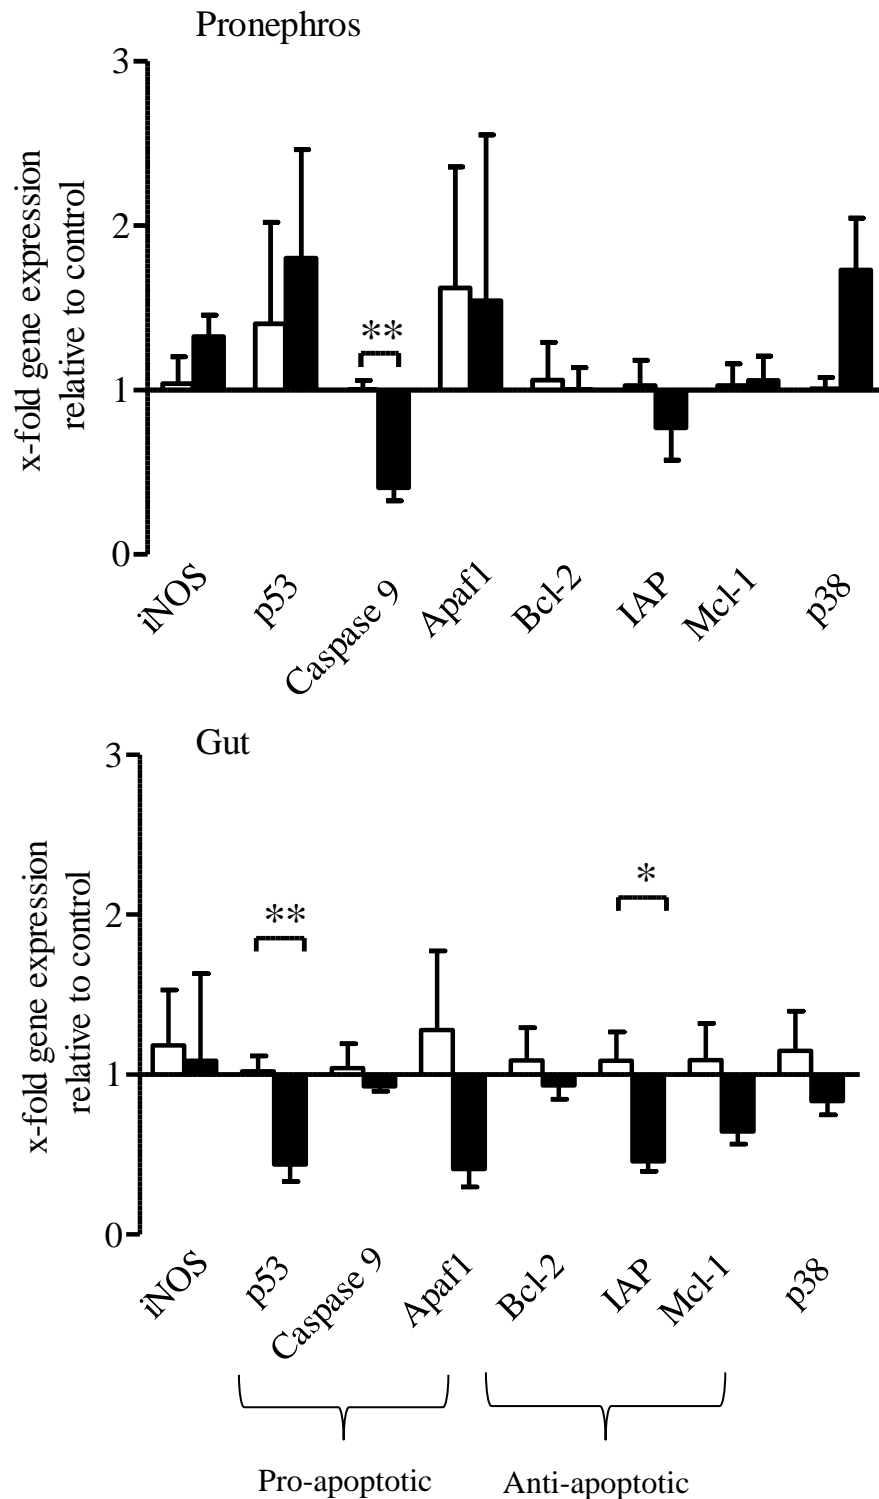 Pronephros
x-fold gene expression
relative to control
3
2
1
0
**
iNOS
p53
Caspase 9
Apaf1
Bcl-2
IAP
Mcl-1
p38
Gut
x-fold gene expression
relative to control
3
2
1
0
**
*
iNOS
p53
Caspase 9
Apaf1
Bcl-2
IAP
Mcl-1
p38
Pro-apoptotic
Anti-apoptotic